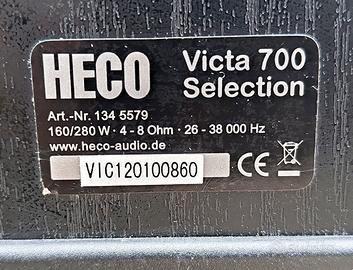 HECO
Victa 700
Selection
Art.-Nr. 134 5579
160/280 W · 4 - 8 Ohm · 26 - 38 000 Hz
www.heco-audio.de
VIC120100860 CE